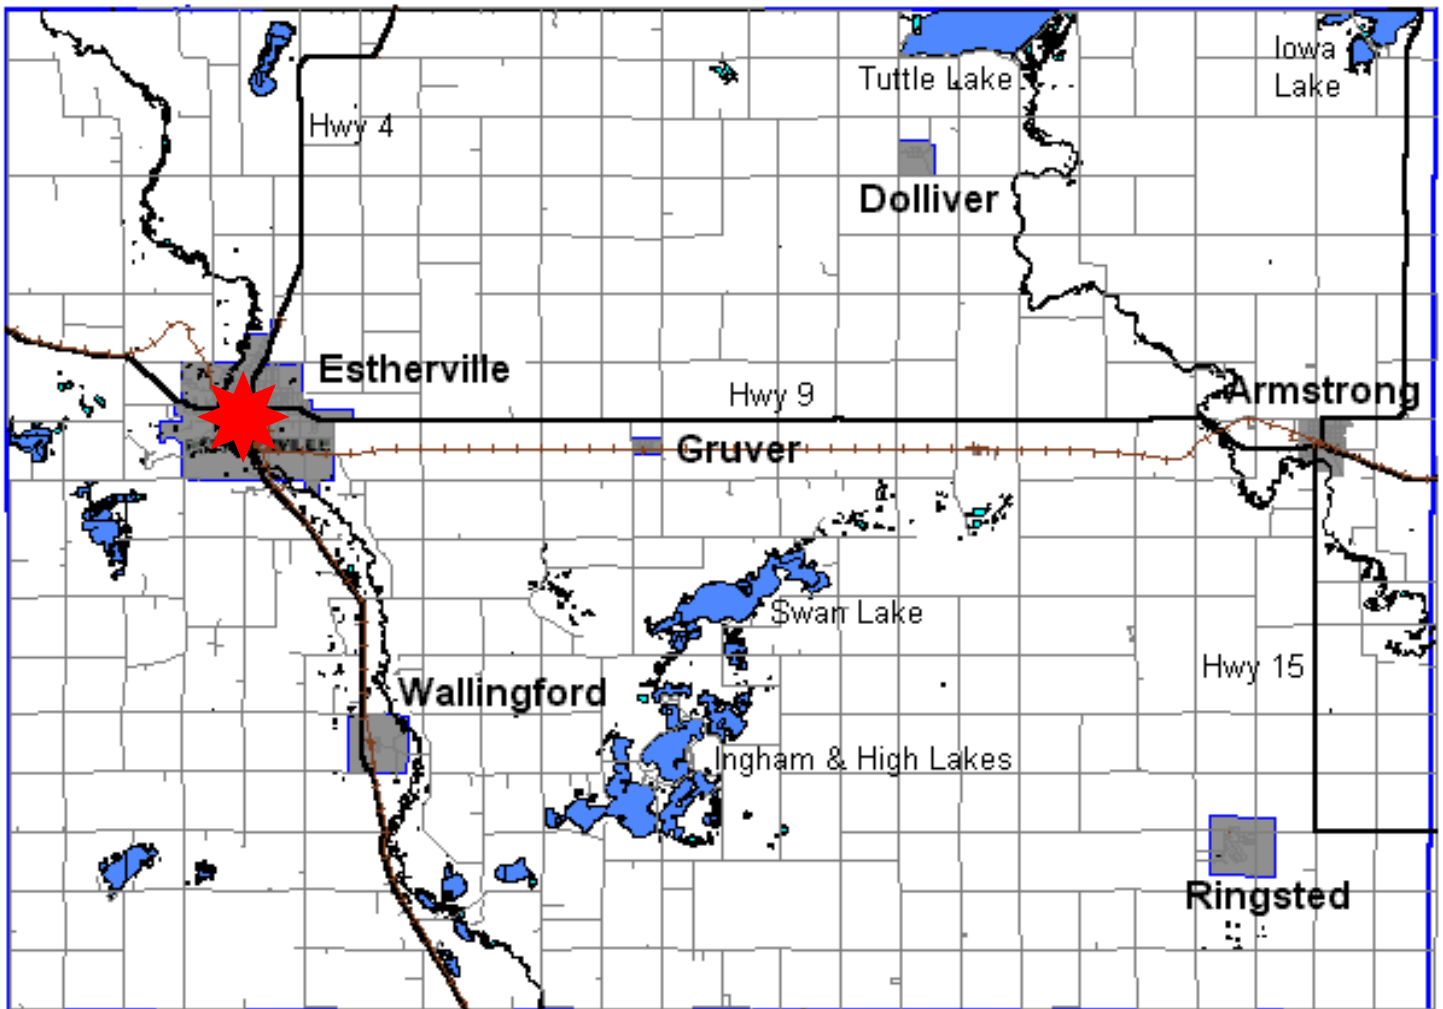 Iowa
Lake
Tuttle Lake
Hwy 4
Dolliver
Estherville
Hwy 9
Armstrong
Gruver
Swan Lake
Hwy 15
Wallingford
Ingham & High Lakes
Ringsted